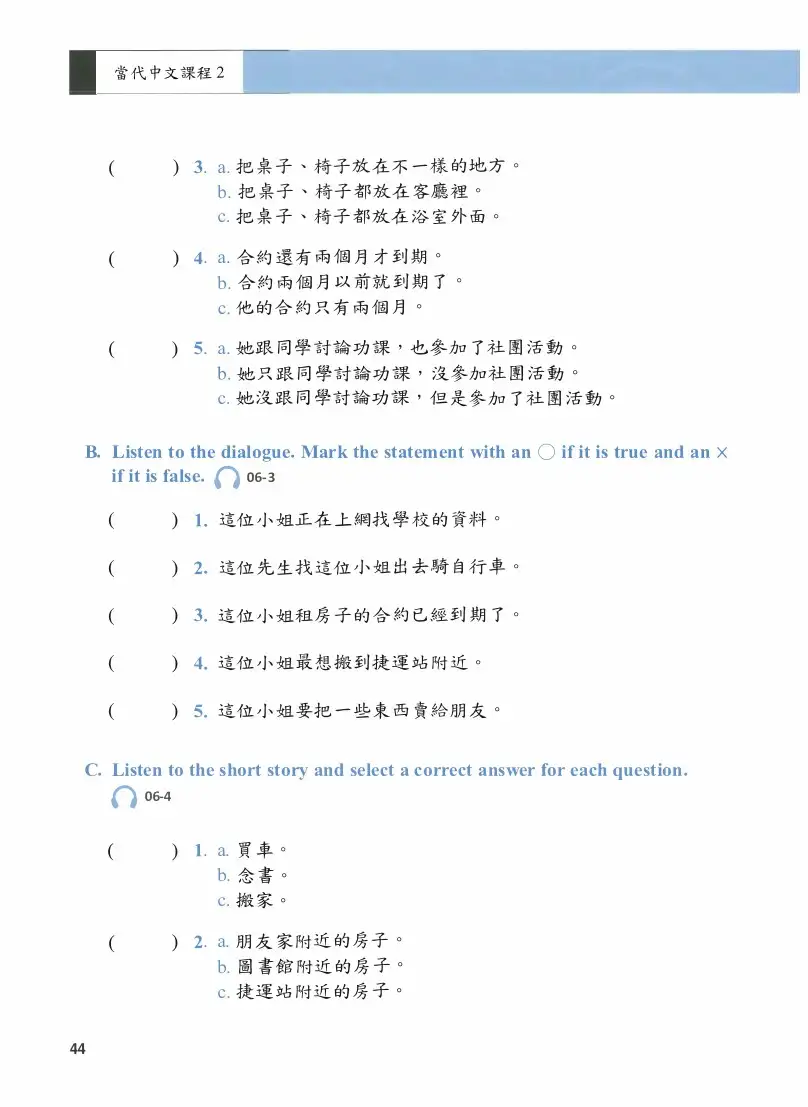 當代中文課程 2
(　　) 3. a. 把桌子、椅子放在不一樣的地方。
b. 把桌子、椅子都放在客廳裡。
c. 把桌子、椅子都放在浴室外面。
(　　) 4. a. 合約還有兩個月才到期。
b. 合約兩個月以前就到期了。
c. 他的合約只有兩個月。
(　　) 5. a. 她跟同學討論功課，也參加了社團活動。
b. 她只跟同學討論功課，沒參加社團活動。
c. 她沒跟同學討論功課，但是參加了社團活動。
B. Listen to the dialogue. Mark the statement with an ○ if it is true and an ×
if it is false. 06-3
(　　) 1. 這位小姐正在上網找學校的資料。
(　　) 2. 這位先生找這位小姐出去騎自行車。
(　　) 3. 這位小姐租房子的合約已經到期了。
(　　) 4. 這位小姐最想搬到捷運站附近。
(　　) 5. 這位小姐要把一些東西賣給朋友。
C. Listen to the short story and select a correct answer for each question.
06-4
(　　) 1. a. 買車。
b. 念書。
c. 搬家。
(　　) 2. a. 朋友家附近的房子。
b. 圖書館附近的房子。
c. 捷運站附近的房子。
44